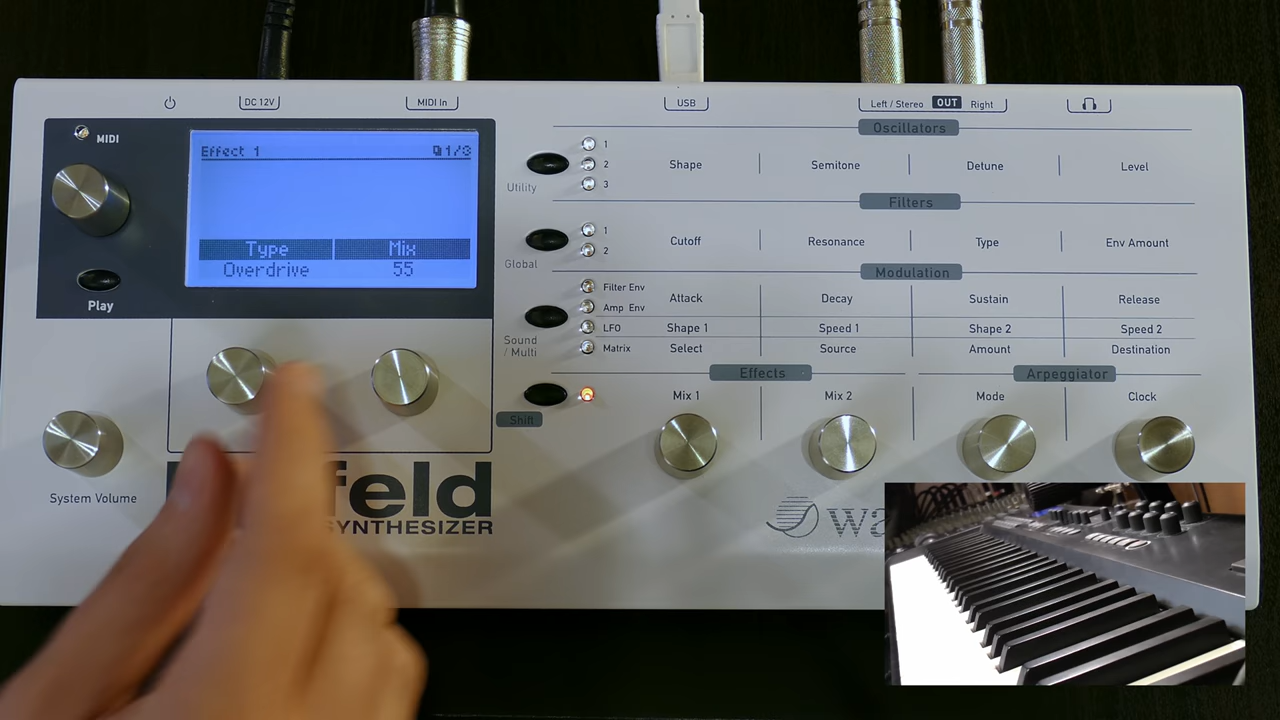 DC 12V
MIDI In
USB
Left / Stereo OUT Right
MIDI
Effect 1 1/3
Type Mix
Overdrive 55
Play
System Volume
feld
SYNTHESIZER
Utility
Global
Sound
/ Multi
Shift
Oscillators
1
2
3
Shape Semitone Detune Level
Filters
1
2
Cutoff Resonance Type Env Amount
Modulation
Filter Env
Amp Env
Attack Decay Sustain Release
LFO Shape 1 Speed 1 Shape 2 Speed 2
Matrix Select Source Amount Destination
Effects Arpeggiator
Mix 1 Mix 2 Mode Clock
wa